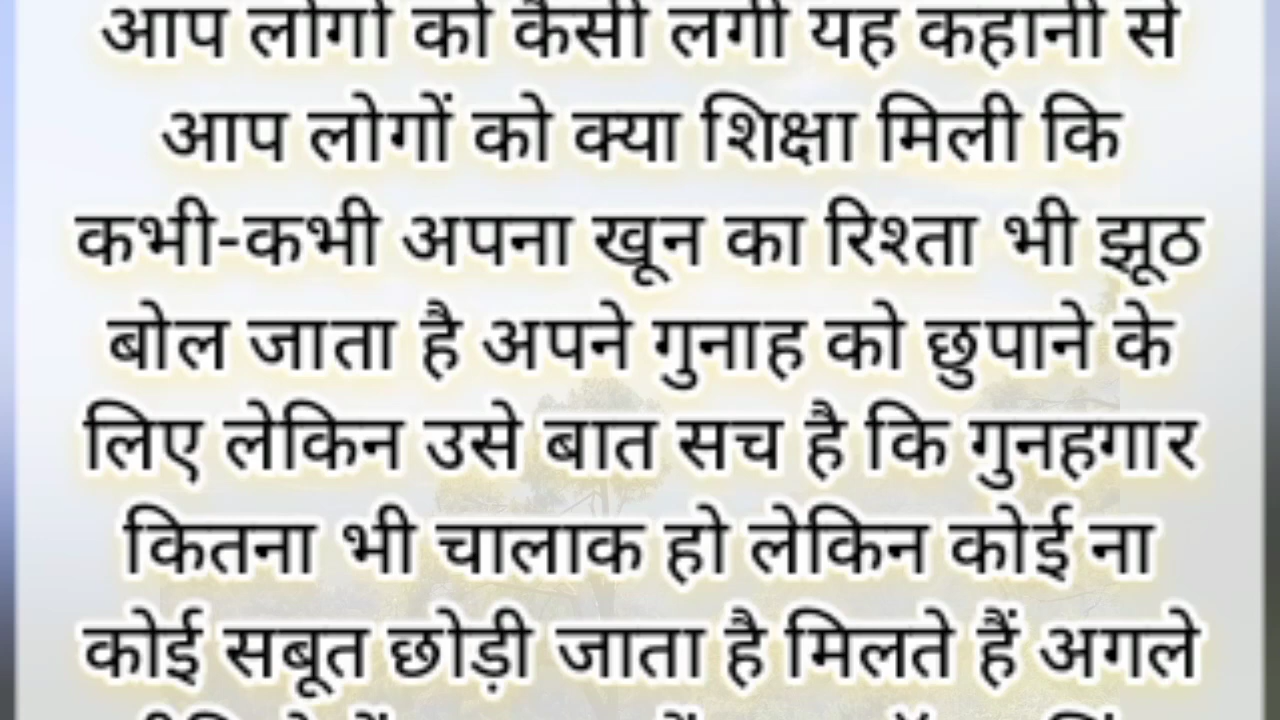 आप लोगों को कैसी लगी यह कहानी से
आप लोगों को क्या शिक्षा मिली कि
कभी-कभी अपना खून का रिश्ता भी झूठ
बोल जाता है अपने गुनाह को छुपाने के
लिए लेकिन उसे बात सच है कि गुनहगार
कितना भी चालाक हो लेकिन कोई ना
कोई सबूत छोड़ी जाता है मिलते हैं अगले